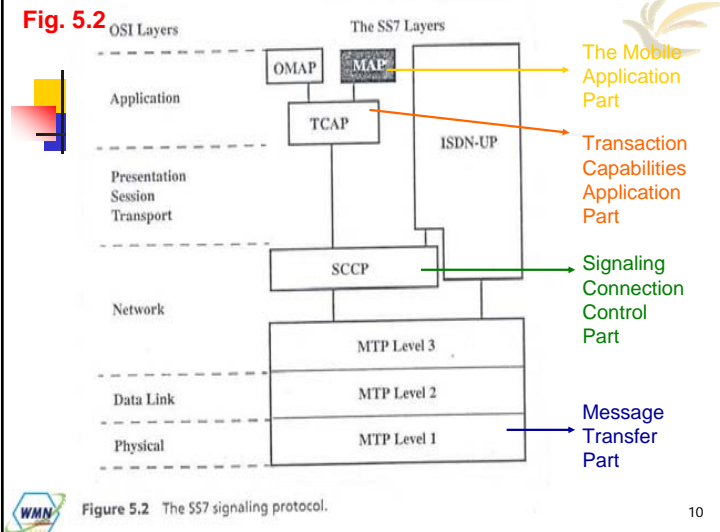 Fig. 5.2
OSI Layers
The SS7 Layers
OMAP
MAP
Application
TCAP
ISDN-UP
Presentation
Session
Transport
SCCP
Network
MTP Level 3
Data Link
MTP Level 2
Physical
MTP Level 1
The Mobile
Application
Part
Transaction
Capabilities
Application
Part
Signaling
Connection
Control
Part
Message
Transfer
Part
WMN
Figure 5.2 The SS7 signaling protocol.
10